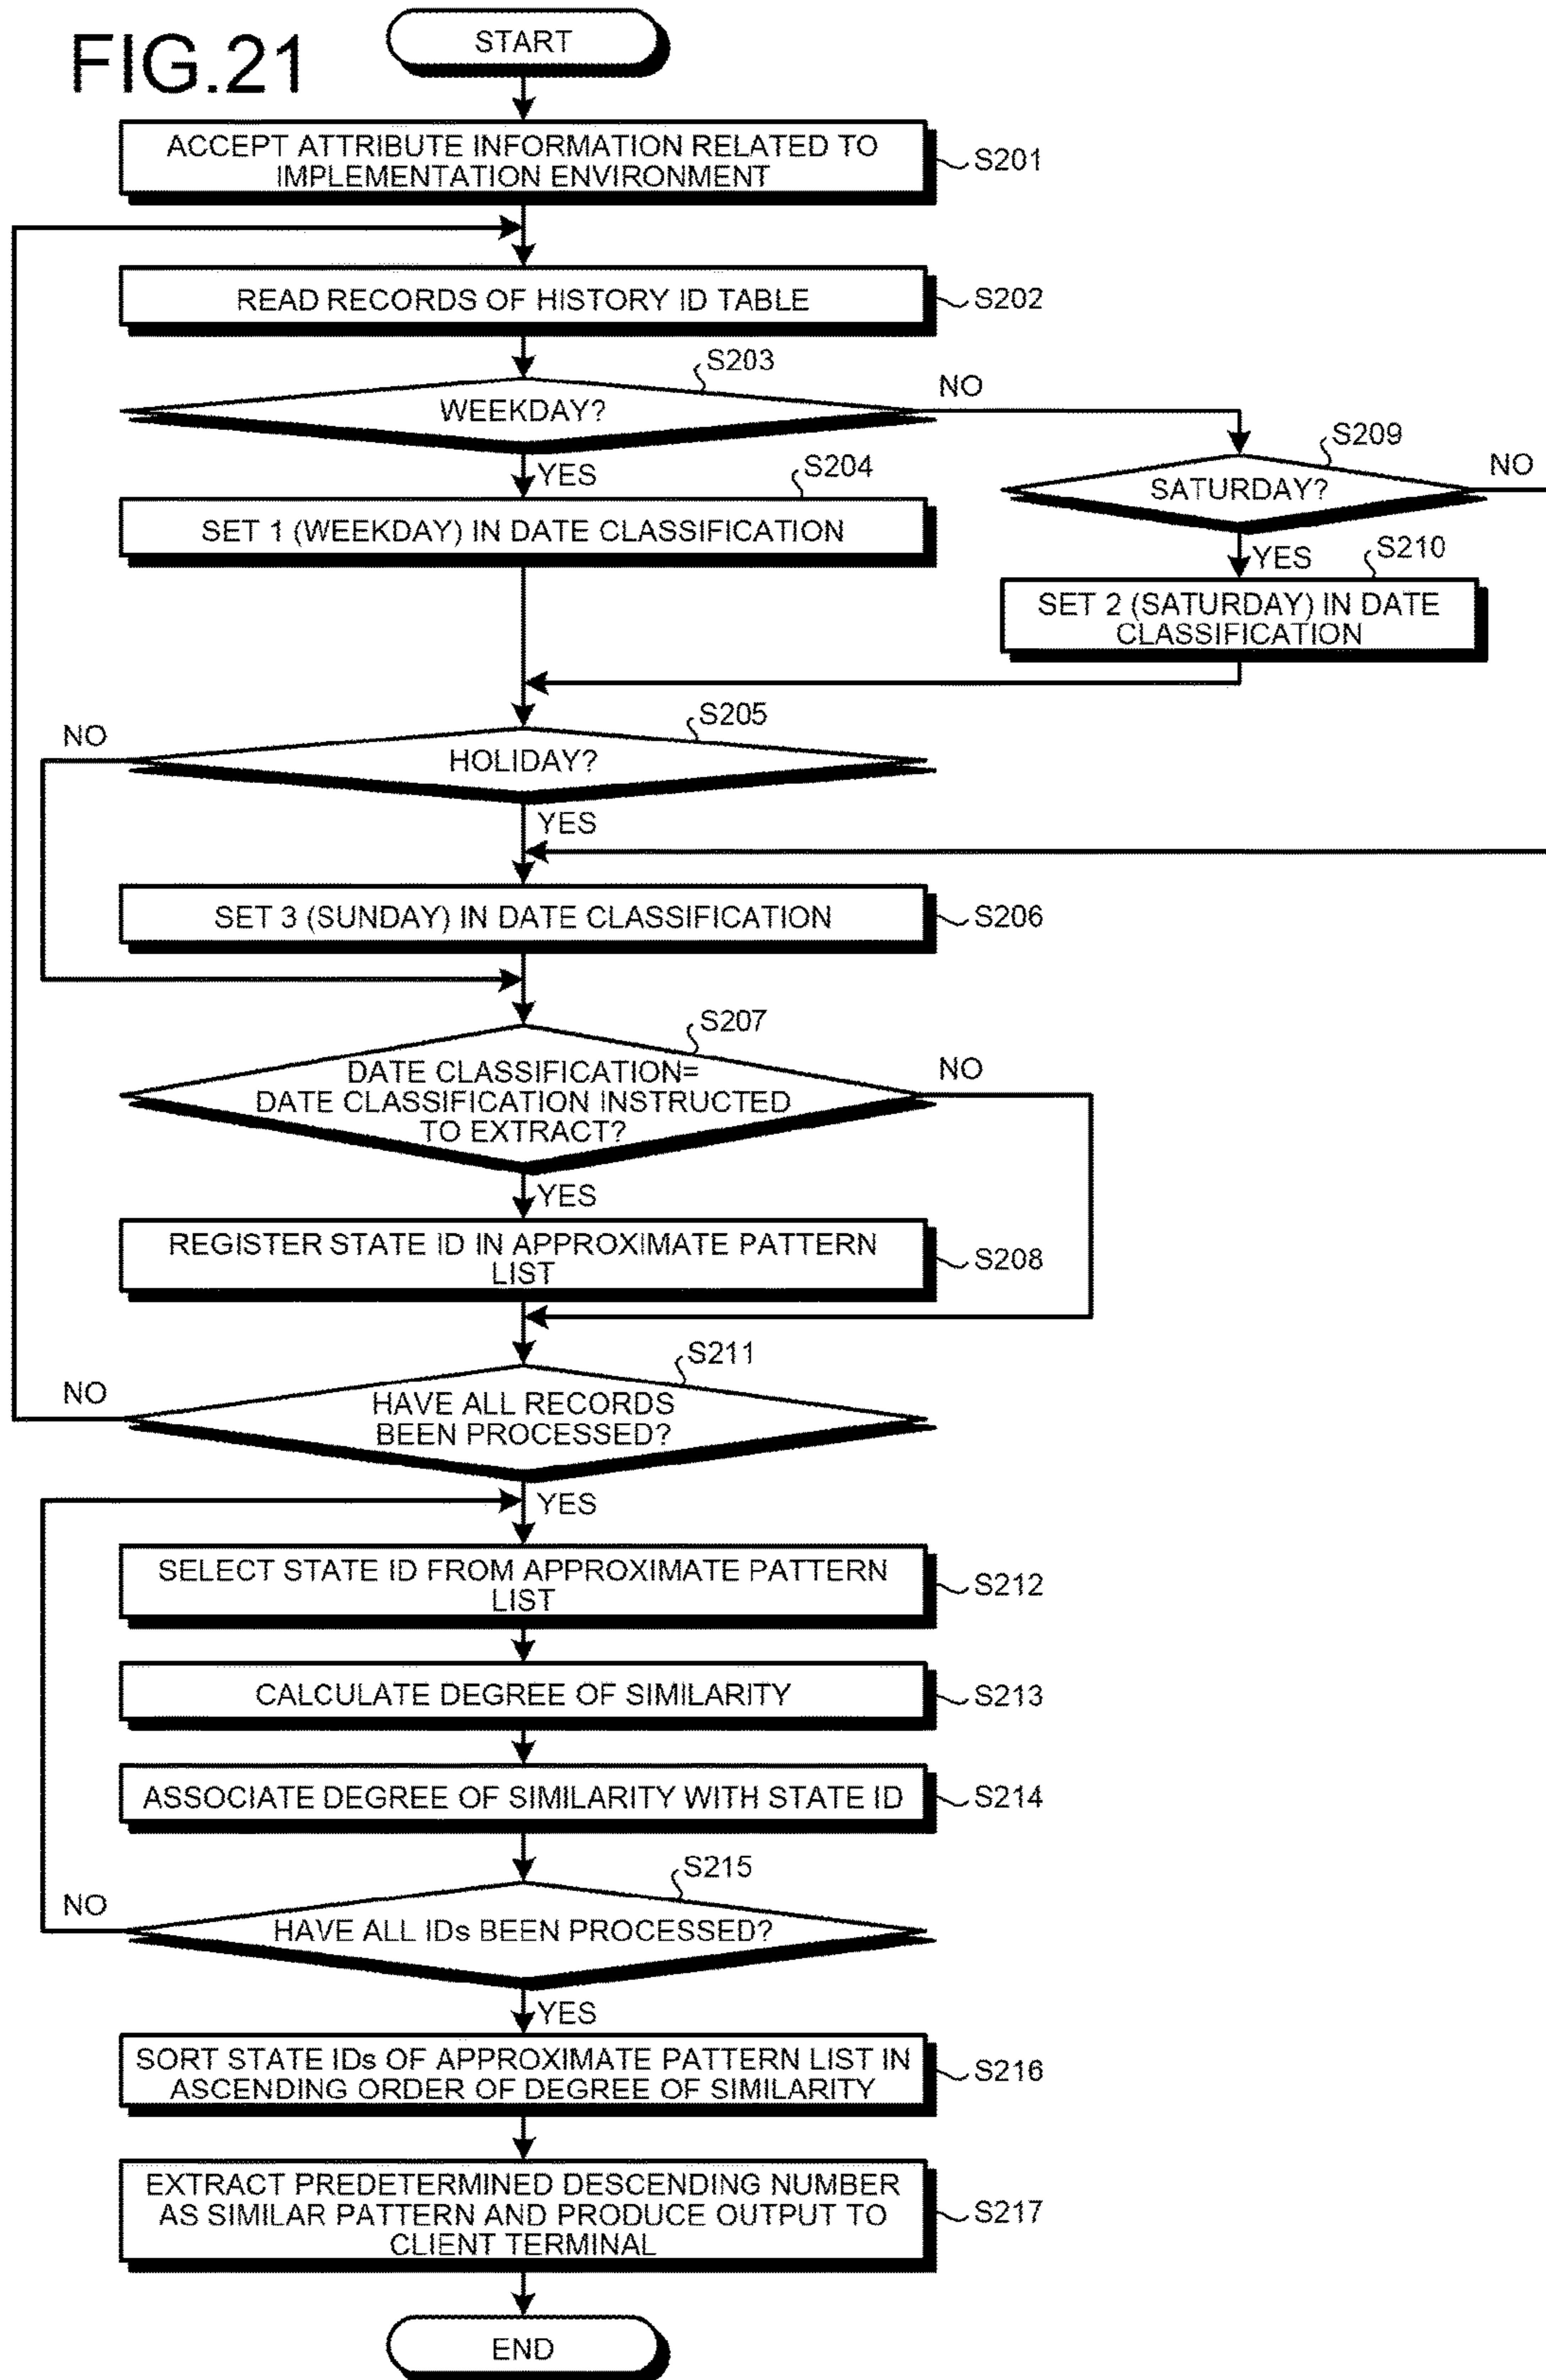 FIG.21
START
ACCEPT ATTRIBUTE INFORMATION RELATED TO
IMPLEMENTATION ENVIRONMENT
S201
READ RECORDS OF HISTORY ID TABLE
S202
S203
WEEKDAY?
NO
YES
S204
SET 1 (WEEKDAY) IN DATE CLASSIFICATION
S209
SATURDAY?
NO
YES
S210
SET 2 (SATURDAY) IN DATE
CLASSIFICATION
S205
NO
HOLIDAY?
YES
SET 3 (SUNDAY) IN DATE CLASSIFICATION
S206
S207
DATE CLASSIFICATION=
DATE CLASSIFICATION INSTRUCTED
TO EXTRACT?
NO
YES
REGISTER STATE ID IN APPROXIMATE PATTERN
LIST
S208
S211
NO
HAVE ALL RECORDS
BEEN PROCESSED?
YES
SELECT STATE ID FROM APPROXIMATE PATTERN
LIST
S212
CALCULATE DEGREE OF SIMILARITY
S213
ASSOCIATE DEGREE OF SIMILARITY WITH STATE ID
S214
S215
NO
HAVE ALL IDs BEEN PROCESSED?
YES
SORT STATE IDs OF APPROXIMATE PATTERN LIST IN
ASCENDING ORDER OF DEGREE OF SIMILARITY
S216
EXTRACT PREDETERMINED DESCENDING NUMBER
AS SIMILAR PATTERN AND PRODUCE OUTPUT TO
CLIENT TERMINAL
S217
END